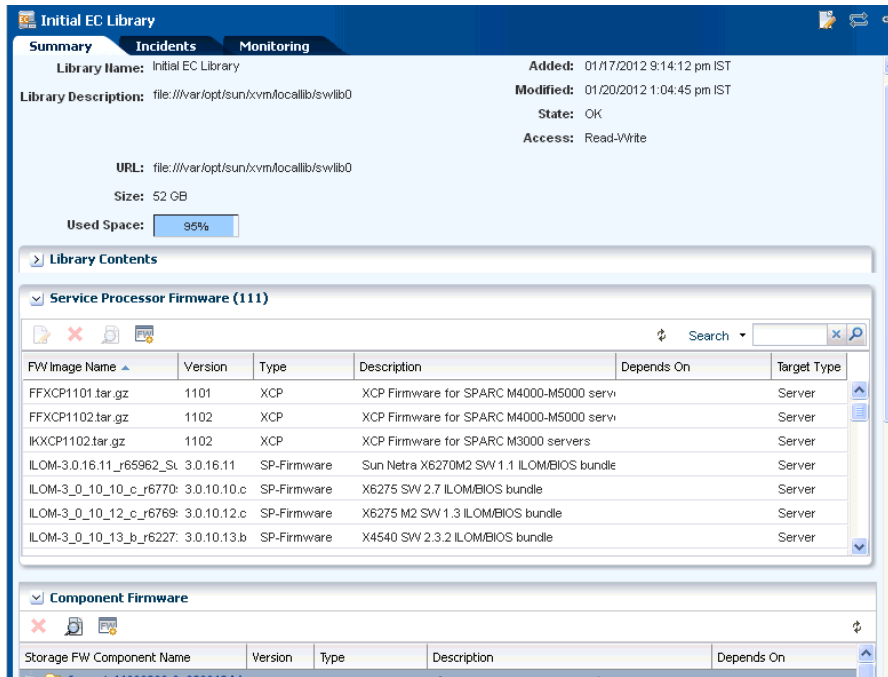 Initial EC Library
Summary Incidents Monitoring
Library Name: Initial EC Library Added: 01/17/2012 9:14:12 pm IST
Library Description: file:///var/opt/sun/xvm/locallib/swlib0 Modified: 01/20/2012 1:04:45 pm IST
State: OK
Access: Read-Write
URL: file:///var/opt/sun/xvm/locallib/swlib0
Size: 52 GB
Used Space: 95%
Library Contents
Service Processor Firmware (111)
FW Search
FW Image Name Version Type Description Depends On Target Type
FFXCP1101.tar.gz 1101 XCP XCP Firmware for SPARC M4000-M5000 serv Server
FFXCP1102.tar.gz 1102 XCP XCP Firmware for SPARC M4000-M5000 serv Server
IKXCP1102.tar.gz 1102 XCP XCP Firmware for SPARC M3000 servers Server
ILOM-3.0.16.11_r65962_Su 3.0.16.11 SP-Firmware Sun Netra X6270M2 SW 1.1 ILOM/BIOS bundle Server
ILOM-3_0_10_10_c_r6770 3.0.10.10.c SP-Firmware X6275 SW 2.7 ILOM/BIOS bundle Server
ILOM-3_0_10_12_c_r6769 3.0.10.12.c SP-Firmware X6275 M2 SW 1.3 ILOM/BIOS bundle Server
ILOM-3_0_10_13_b_r6227 3.0.10.13.b SP-Firmware X4540 SW 2.3.2 ILOM/BIOS bundle Server
Component Firmware
FW
Storage FW Component Name Version Type Description Depends On